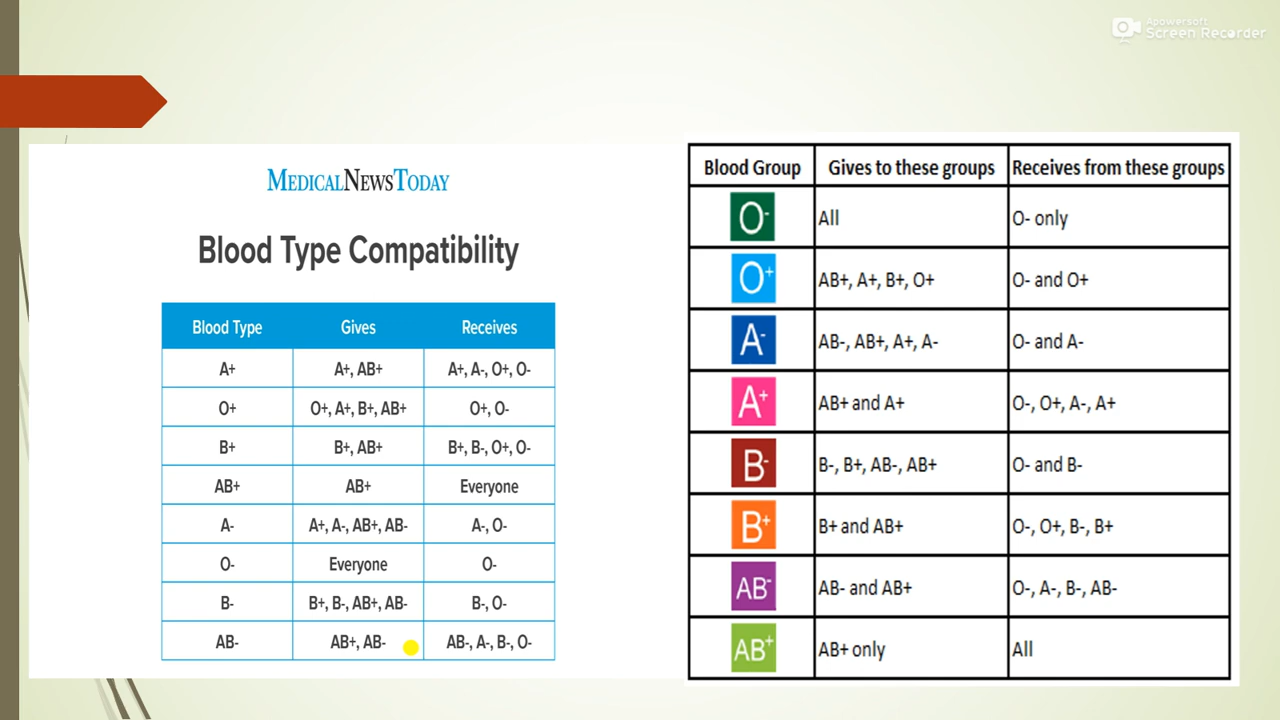 Apowersoft
Screen Recorder
MEDICALNEWSTODAY
Blood Type Compatibility
Blood Type Gives Receives
A+ A+, AB+ A+, A-, O+, O-
O+ O+, A+, B+, AB+ O+, O-
B+ B+, AB+ B+, B-, O+, O-
AB+ AB+ Everyone
A- A+, A-, AB+, AB- A-, O-
O- Everyone O-
B- B+, B-, AB+, AB- B-, O-
AB- AB+, AB- AB-, A-, B-, O-
Blood Group Gives to these groups Receives from these groups
O- All O- only
O+ AB+, A+, B+, O+ O- and O+
A- AB-, AB+, A+, A- O- and A-
A+ AB+ and A+ O-, O+, A-, A+
B- B-, B+, AB-, AB+ O- and B-
B+ B+ and AB+ O-, O+, B-, B+
AB- AB- and AB+ O-, A-, B-, AB-
AB+ AB+ only All